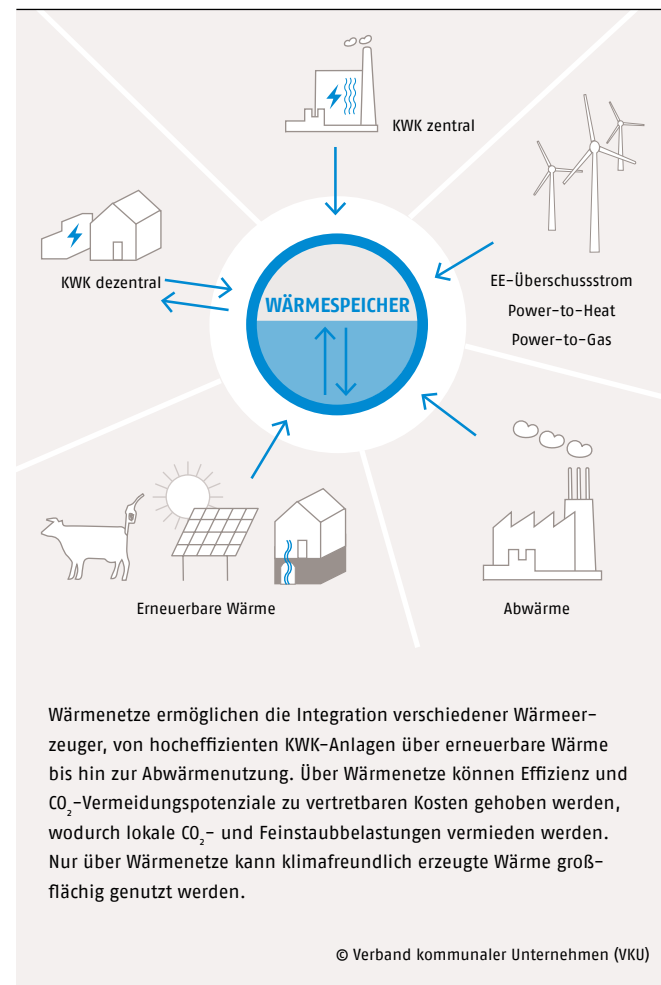 KWK zentral
KWK dezentral
WÄRMESPEICHER
EE-Überschussstrom
Power-to-Heat
Power-to-Gas
Erneuerbare Wärme
Abwärme
Wärmenetze ermöglichen die Integration verschiedener Wärmeer-
zeuger, von hocheffizienten KWK-Anlagen über erneuerbare Wärme
bis hin zur Abwärmenutzung. Über Wärmenetze können Effizienz und
CO₂-Vermeidungspotenziale zu vertretbaren Kosten gehoben werden,
wodurch lokale CO₂- und Feinstaubbelastungen vermieden werden.
Nur über Wärmenetze kann klimafreundlich erzeugte Wärme groß-
flächig genutzt werden.
© Verband kommunaler Unternehmen (VKU)